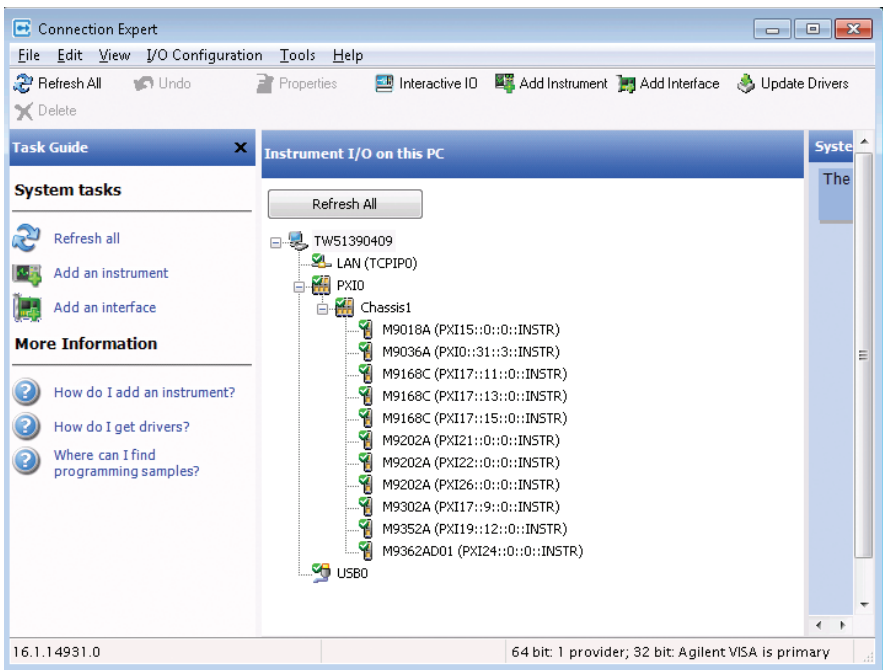 Connection Expert
File Edit View I/O Configuration Tools Help
Refresh All Undo Properties Interactive IO Add Instrument Add Interface Update Drivers
Delete
Task Guide
System tasks
Refresh all
Add an instrument
Add an interface
More Information
How do I add an instrument?
How do I get drivers?
Where can I find
programming samples?
Instrument I/O on this PC
Refresh All
TW51390409
LAN (TCPIP0)
PXI0
Chassis1
M9018A (PXI15::0::0::INSTR)
M9036A (PXI0::31::3::INSTR)
M9168C (PXI17::11::0::INSTR)
M9168C (PXI17::13::0::INSTR)
M9168C (PXI17::15::0::INSTR)
M9202A (PXI21::0::0::INSTR)
M9202A (PXI22::0::0::INSTR)
M9202A (PXI26::0::0::INSTR)
M9302A (PXI17::9::0::INSTR)
M9352A (PXI19::12::0::INSTR)
M9362AD01 (PXI24::0::0::INSTR)
USB0
Syste
The
16.1.14931.0
64 bit: 1 provider; 32 bit: Agilent VISA is primary